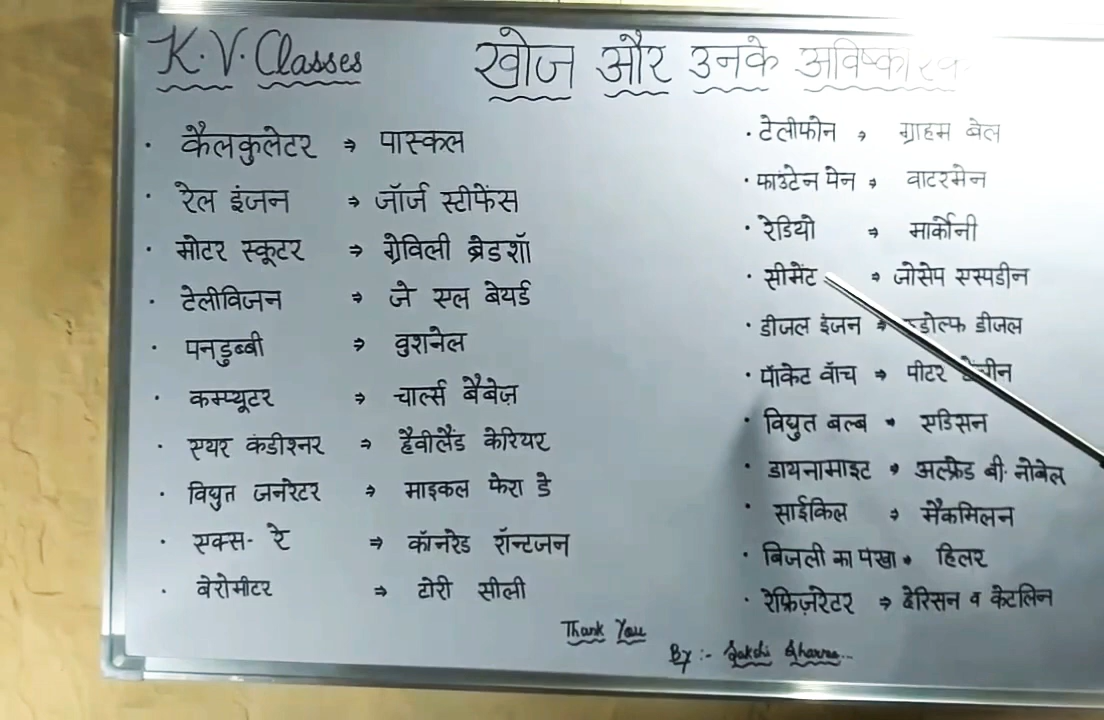 K. V. Classes
खोज और उनके अविष्कारक
· कैलकुलेटर ⇒ पास्कल
· रेल इंजन ⇒ जॉर्ज स्टीफेंस
· मोटर स्कूटर ⇒ ग्रेविली ब्रेडशॉ
· टेलीविजन ⇒ जे एल बेयर्ड
· पनडुब्बी ⇒ वुशनेल
· कम्प्यूटर ⇒ चार्ल्स बैबेज़
· एयर कंडीश्नर ⇒ हैवीलैंड केरियर
· विद्युत जनरेटर ⇒ माइकल फेरा डे
· एक्स- रे ⇒ कॉनरेड रॉन्टजन
· बेरोमीटर ⇒ टोरी सीली
· टेलीफोन ⇒ ग्राहम बेल
· फाउंटेन पेन ⇒ वाटरमेन
· रेडियो ⇒ मार्कोनी
· सीमेंट ⇒ जोसेप एस्पडीन
· डीजल इंजन ⇒ डीजल
· पॉकेट वॉच ⇒ पीटर
· विद्युत बल्ब ⇒ एडिसन
· डायनामाइट ⇒ अल्फ्रेड बी. नोबेल
· साईकिल ⇒ मैकमिलन
· बिजली का पंखा ⇒ हिलर
· रेफ्रिज़रेटर ⇒ हेरिसन व केटलिन
Thank You
By :- Sakshi Sharma...